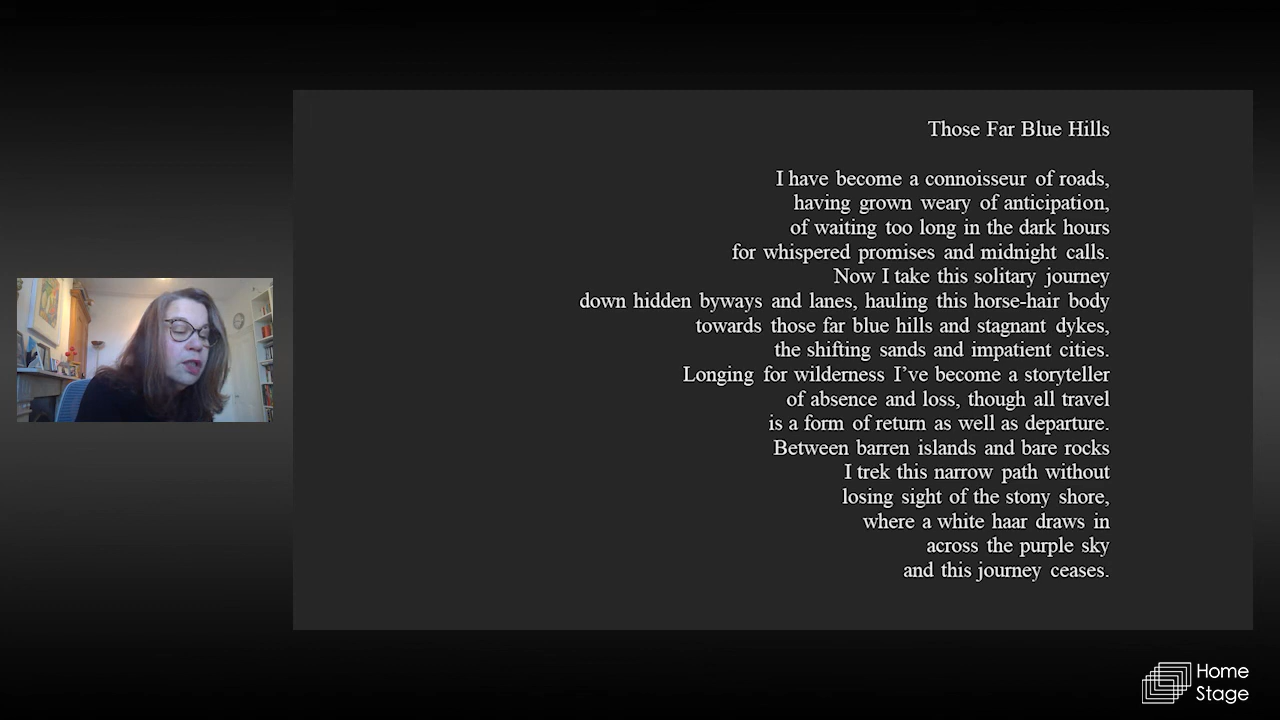 Those Far Blue Hills
I have become a connoisseur of roads,
having grown weary of anticipation,
of waiting too long in the dark hours
for whispered promises and midnight calls.
Now I take this solitary journey
down hidden byways and lanes, hauling this horse-hair body
towards those far blue hills and stagnant dykes,
the shifting sands and impatient cities.
Longing for wilderness I’ve become a storyteller
of absence and loss, though all travel
is a form of return as well as departure.
Between barren islands and bare rocks
I trek this narrow path without
losing sight of the stony shore,
where a white haar draws in
across the purple sky
and this journey ceases.
Home
Stage